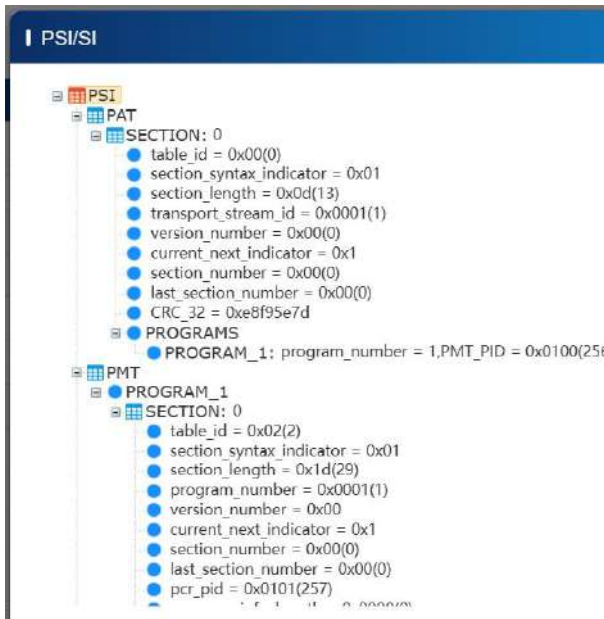 PSI/SI
PSI
PAT
SECTION: 0
table_id = 0x00(0)
section_syntax_indicator = 0x01
section_length = 0x0d(13)
transport_stream_id = 0x0001(1)
version_number = 0x00(0)
current_next_indicator = 0x1
section_number = 0x00(0)
last_section_number = 0x00(0)
CRC_32 = 0xe8f95e7d
PROGRAMS
PROGRAM_1: program_number = 1,PMT_PID = 0x0100(256
PMT
PROGRAM_1
SECTION: 0
table_id = 0x02(2)
section_syntax_indicator = 0x01
section_length = 0x1d(29)
program_number = 0x0001(1)
version_number = 0x00
current_next_indicator = 0x1
section_number = 0x00(0)
last_section_number = 0x00(0)
pcr_pid = 0x0101(257)